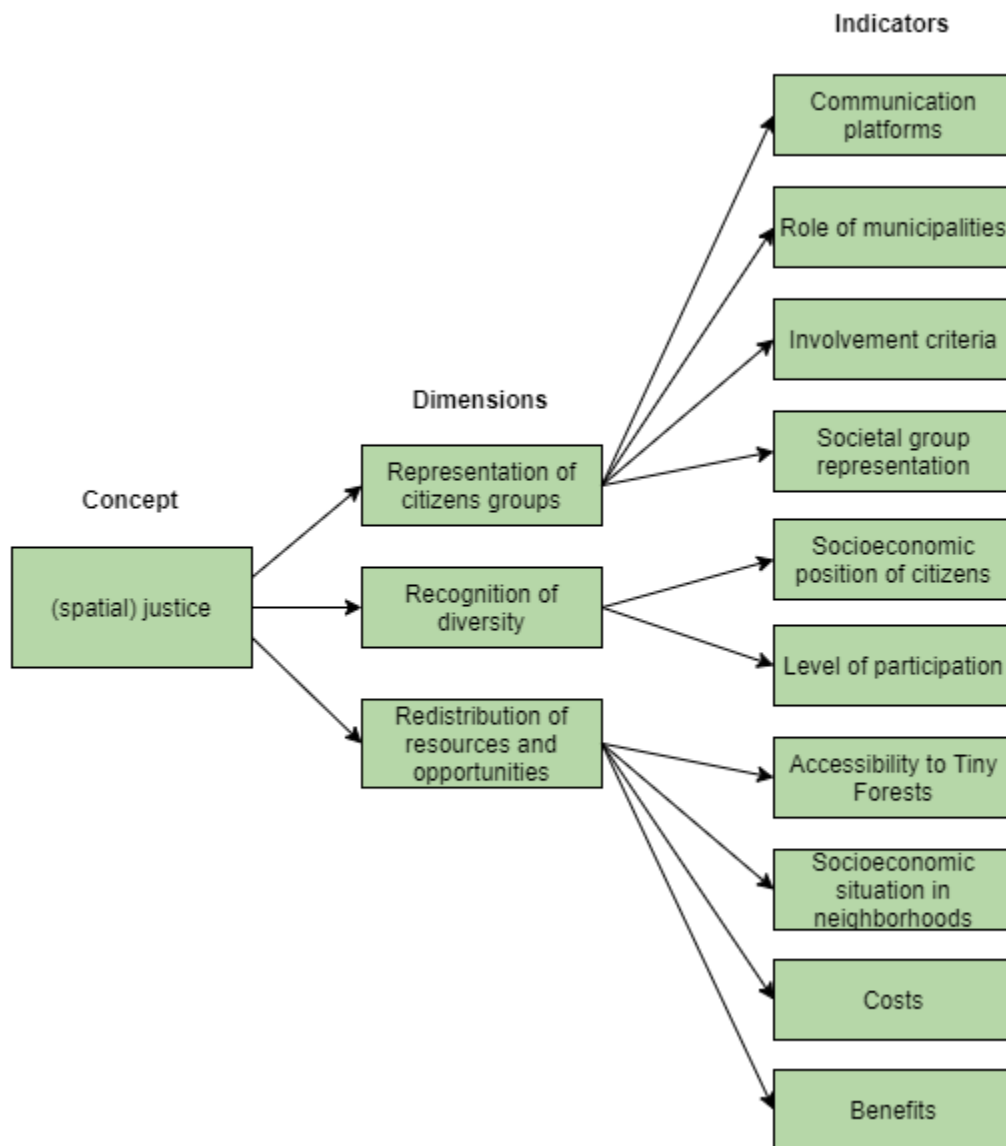 Indicators
Communication
platforms
Role of municipalities
Involvement criteria
Dimensions
Societal group
representation
Representation of
citizens groups
Concept
Socioeconomic
position of citizens
(spatial) justice
Recognition of
diversity
Level of participation
Redistribution of
resources and
opportunities
Accessibility to Tiny
Forests
Socioeconomic
situation in
neighborhoods
Costs
Benefits